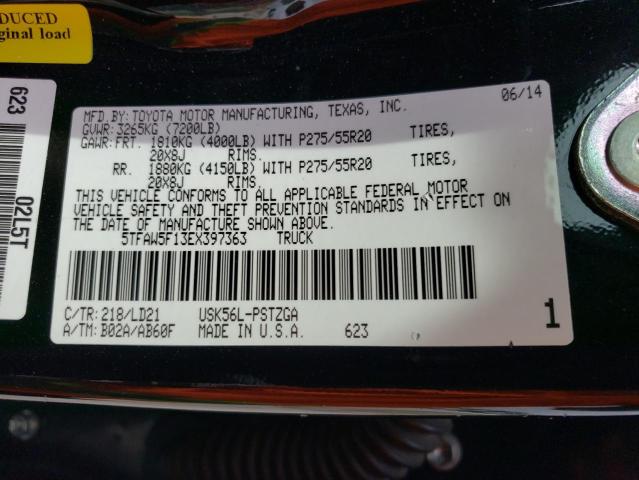 DUCED
ginal load
623
02L5T
06/14
MFD.BY:TOYOTA MOTOR MANUFACTURING, TEXAS, INC.
GVWR:3265KG (7200LB)
GAWR:FRT. 1810KG (4000LB) WITH P275/55R20 TIRES,
20X8J RIMS.
RR. 1880KG (4150LB) WITH P275/55R20 TIRES,
20X8J RIMS.
THIS VEHICLE CONFORMS TO ALL APPLICABLE FEDERAL MOTOR
VEHICLE SAFETY AND THEFT PREVENTION STANDARDS IN EFFECT ON
THE DATE OF MANUFACTURE SHOWN ABOVE.
5TFAW5F13EX397363 TRUCK
C/TR:218/LD21 USK56L-PSTZGA
A/TM:B02A/AB60F MADE IN U.S.A. 623
1